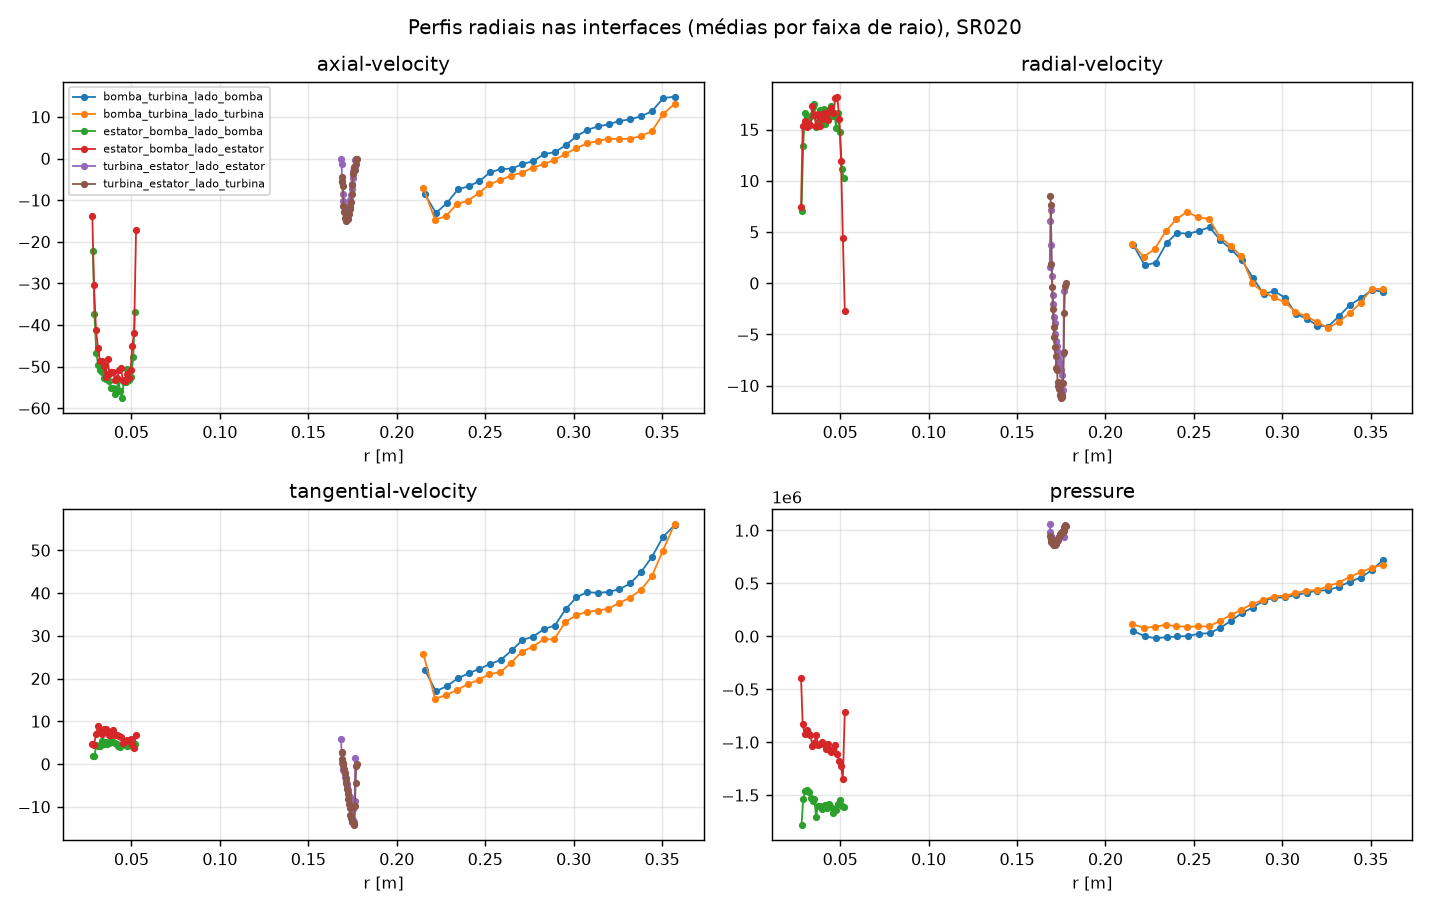 Perfis radiais nas interfaces (médias por faixa de raio), SR020
axial-velocity
bomba_turbina_lado_bomba
bomba_turbina_lado_turbina
estator_bomba_lado_bomba
estator_bomba_lado_estator
turbina_estator_lado_estator
turbina_estator_lado_turbina
10
0
−10
−20
−30
−40
−50
−60
0.05 0.10 0.15 0.20 0.25 0.30 0.35
r [m]
radial-velocity
15
10
5
0
−5
−10
0.05 0.10 0.15 0.20 0.25 0.30 0.35
r [m]
tangential-velocity
50
40
30
20
10
0
−10
0.05 0.10 0.15 0.20 0.25 0.30 0.35
r [m]
pressure
1e6
1.0
0.5
0.0
−0.5
−1.0
−1.5
0.05 0.10 0.15 0.20 0.25 0.30 0.35
r [m]